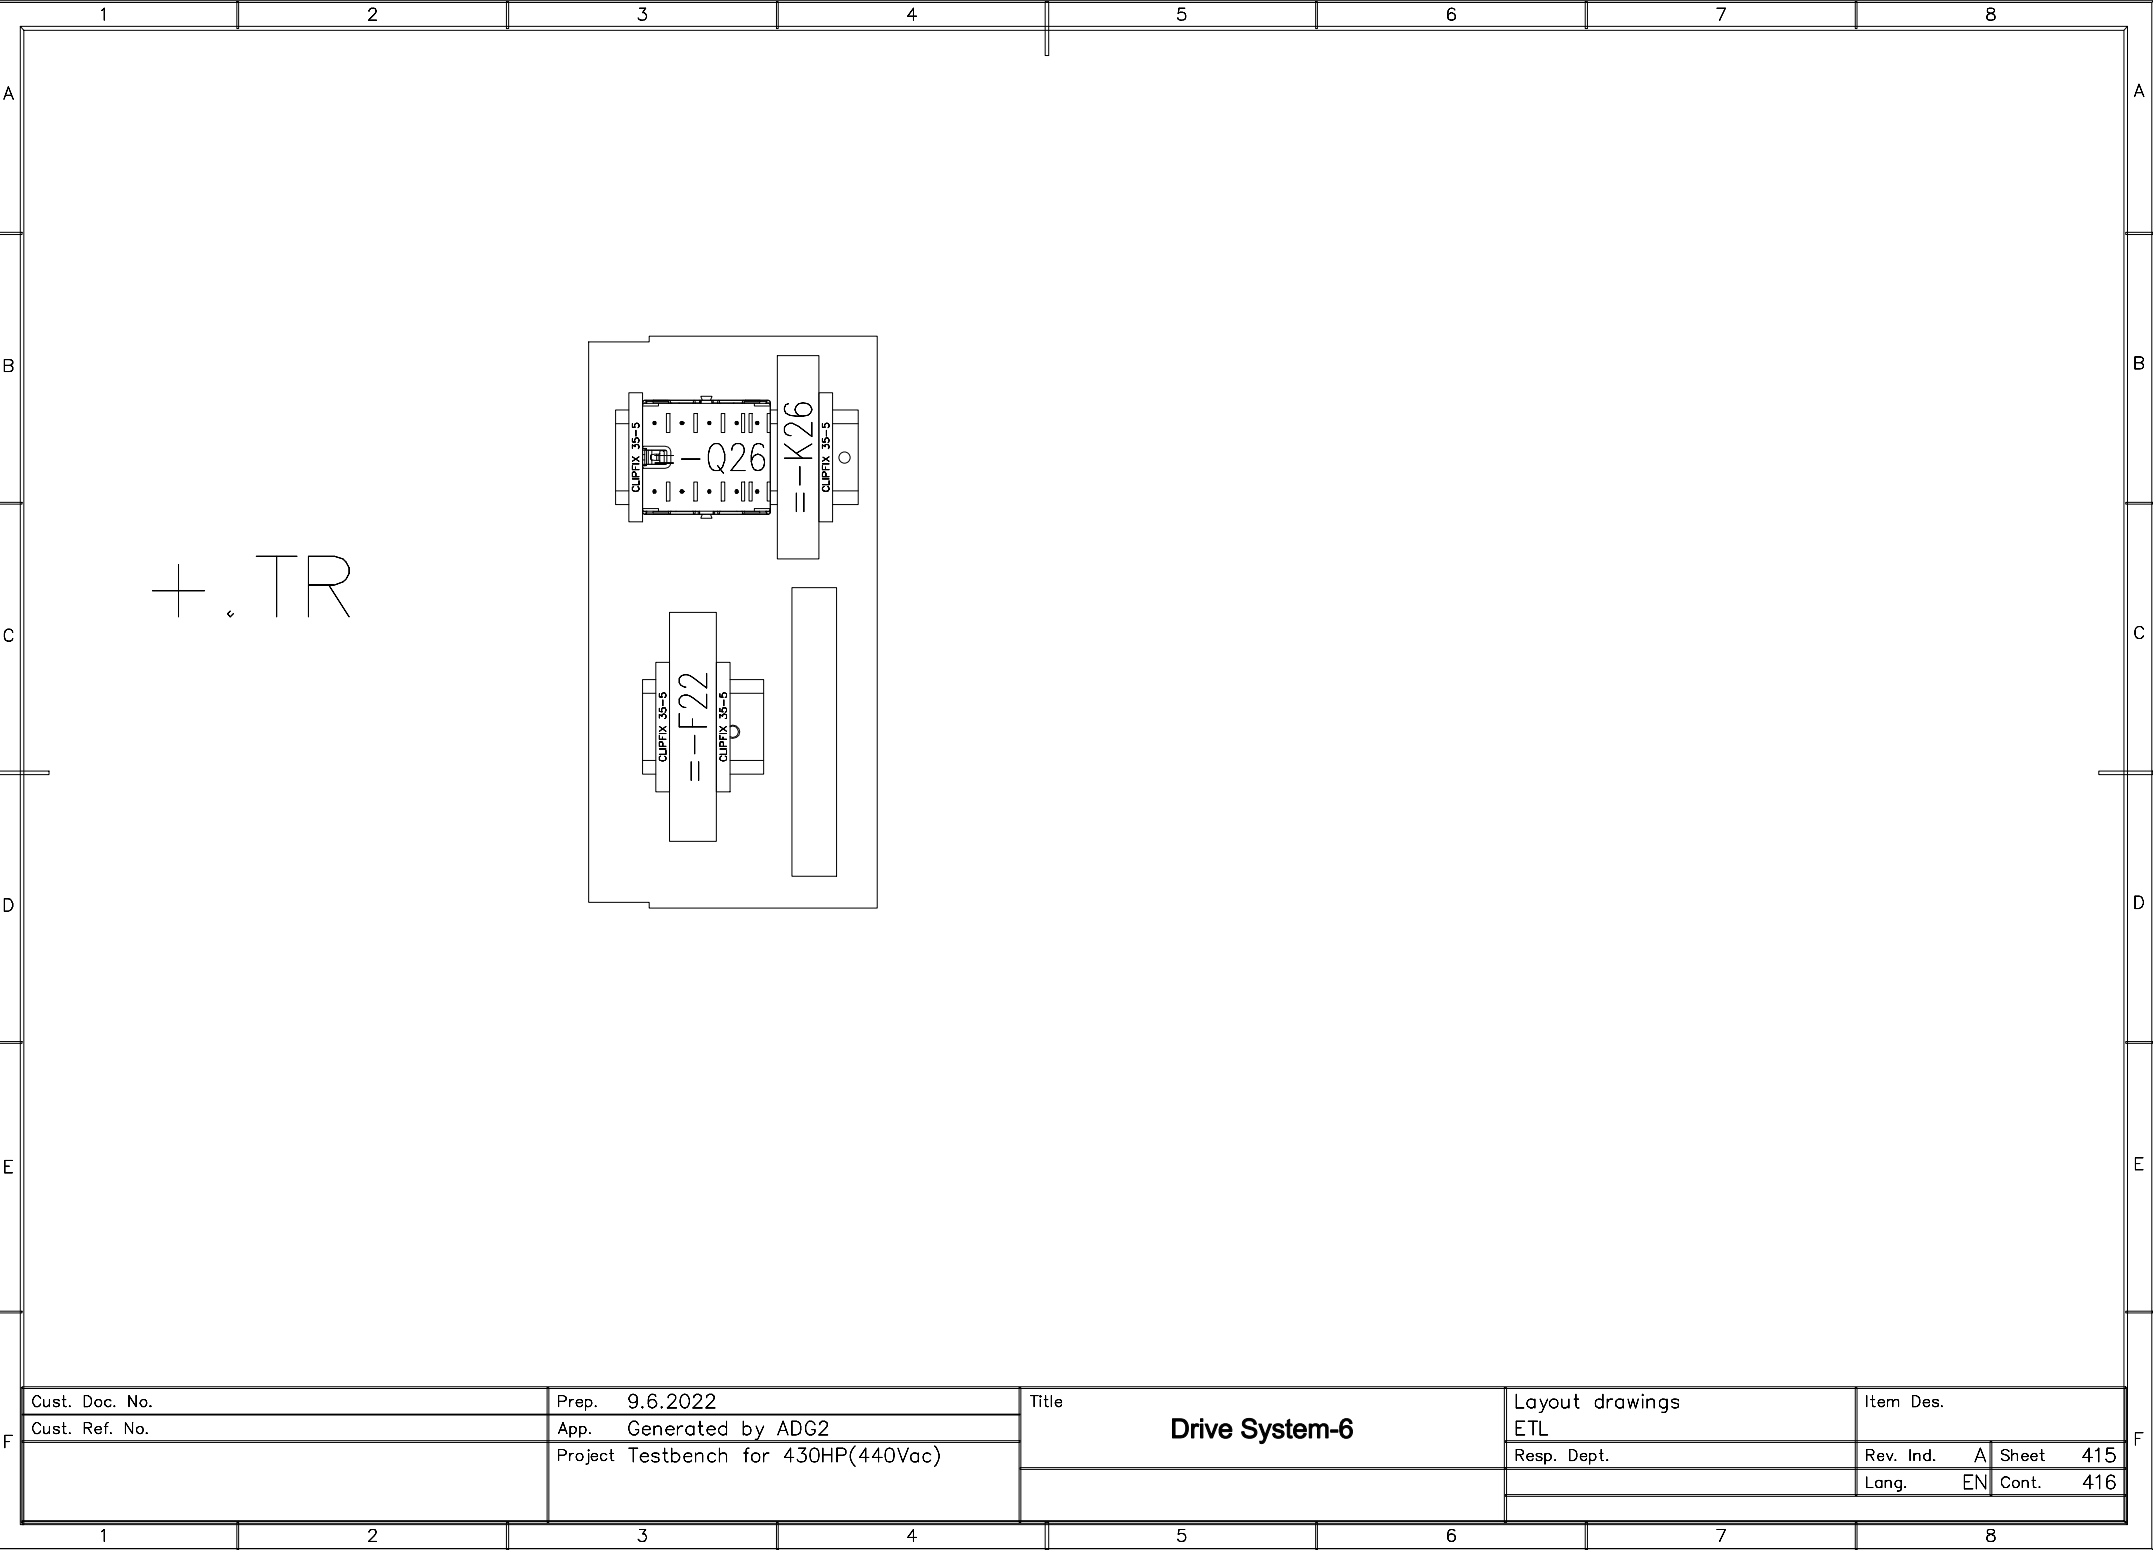 1 2 3 4 5 6 7 8
A A
B B
CLIPFIX 35-5
-Q26
=-K26
CLIPFIX 35-5
+. TR
C C
CLIPFIX 35-5
=-F22
CLIPFIX 35-5
D D
E E
F F
Cust. Doc. No.
Cust. Ref. No.
Prep. 9.6.2022
App. Generated by ADG2
Project Testbench for 430HP(440Vac)
Title
Drive System-6
Layout drawings
ETL
Resp. Dept.
Item Des.
Rev. Ind. A Sheet 415
Lang. EN Cont. 416
1 2 3 4 5 6 7 8